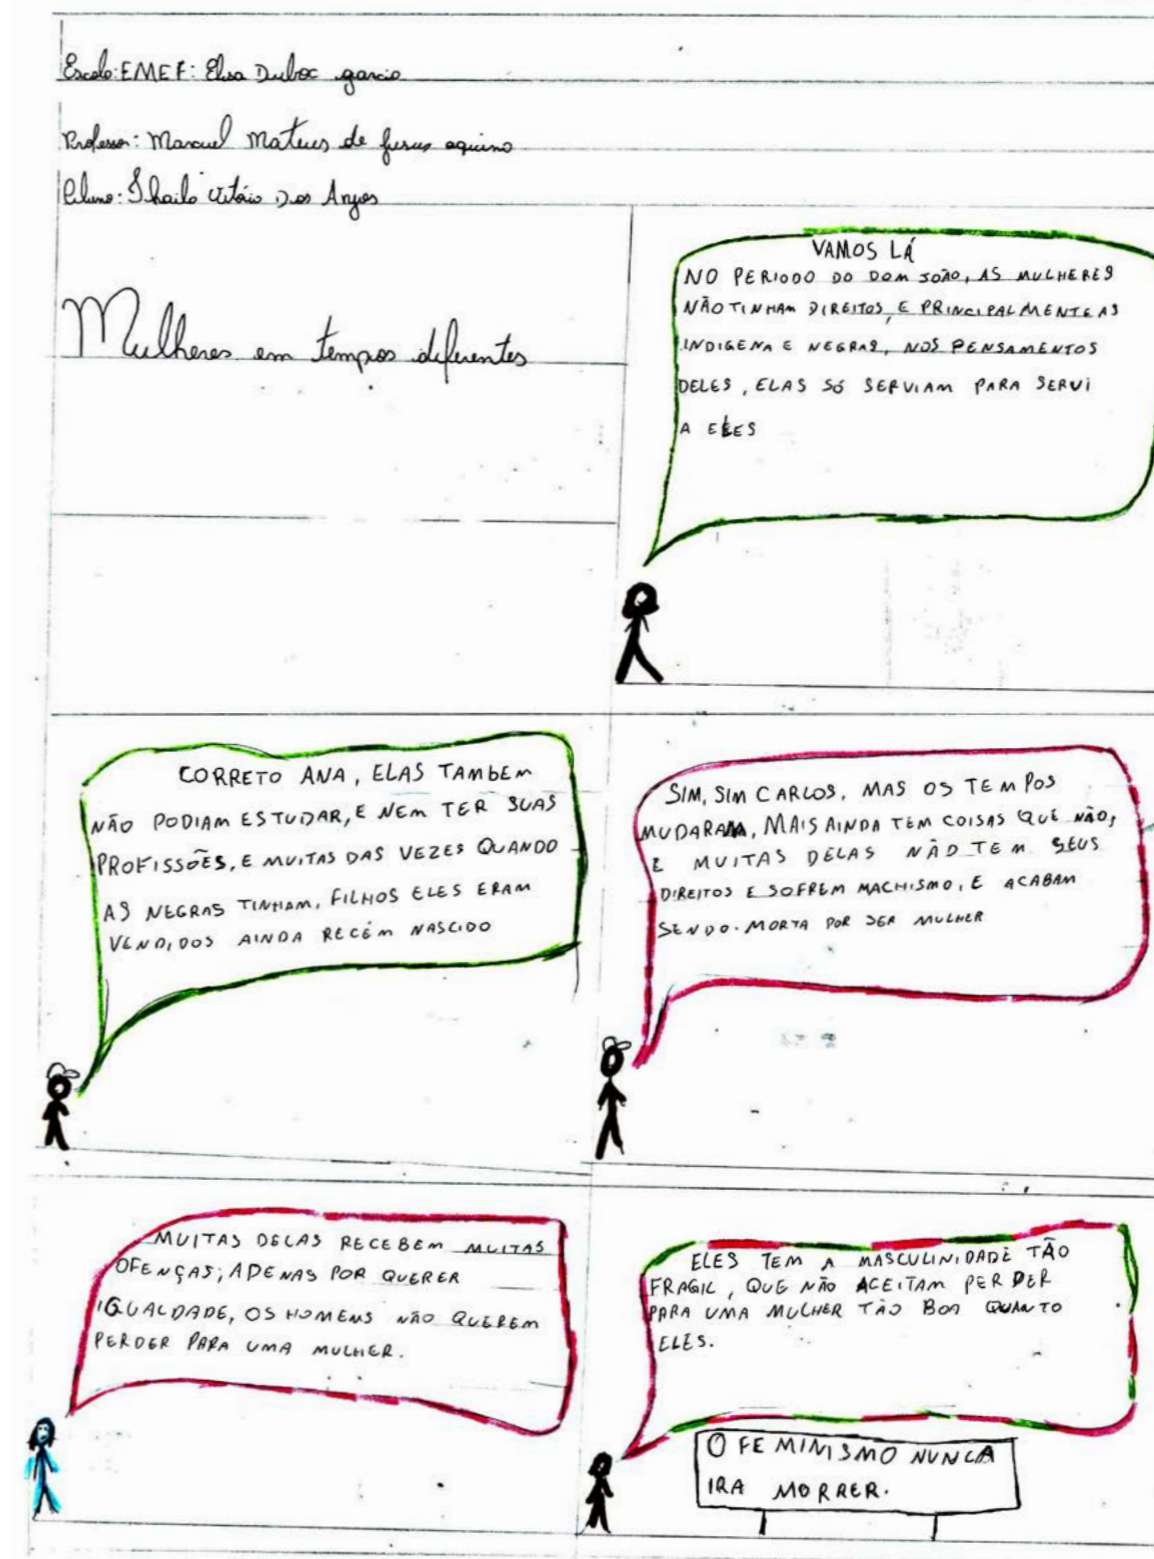 Escola: EMEF: Elisa Duboc garcia
Professor: Manuel Mateus de jesus aquino
Aluno: Vitório Dos Anjos
Mulheres em tempos diferentes
VAMOS LÁ
NO PERIODO DO DOM JOÃO, AS MULHERES
NÃO TINHAM DIREITOS, E PRINCIPALMENTE AS
INDIGENA E NEGRAS, NOS PENSAMENTOS
DELES, ELAS SÓ SERVIAM PARA SERVI
A ELES
CORRETO ANA, ELAS TAMBEM
NÃO PODIAM ESTUDAR, E NEM TER SUAS
PROFISSÕES, E MUITAS DAS VEZES QUANDO
AS NEGRAS TINHAM, FILHOS ELES ERAM
VENDIDOS AINDA RECÉM NASCIDO
SIM, SIM CARLOS, MAS OS TEMPOS
MUDARAM, MAIS AINDA TEM COISAS QUE NÃO,
E MUITAS DELAS NÃO TEM SEUS
DIREITOS E SOFREM MACHISMO, E ACABAM
SENDO. MORTA POR SER MULHER
MUITAS DELAS RECEBEM MUITAS
OFENÇAS, APENAS POR QUERER
IGUALDADE, OS HOMENS NÃO QUEREM
PERDER PARA UMA MULHER.
ELES TEM A MASCULINIDADE TÃO
FRAGIL, QUE NÃO ACEITAM PERDER
PARA UMA MULHER TÃO BOA QUANTO
ELES.
O FEMINISMO NUNCA
IRA MORRER.